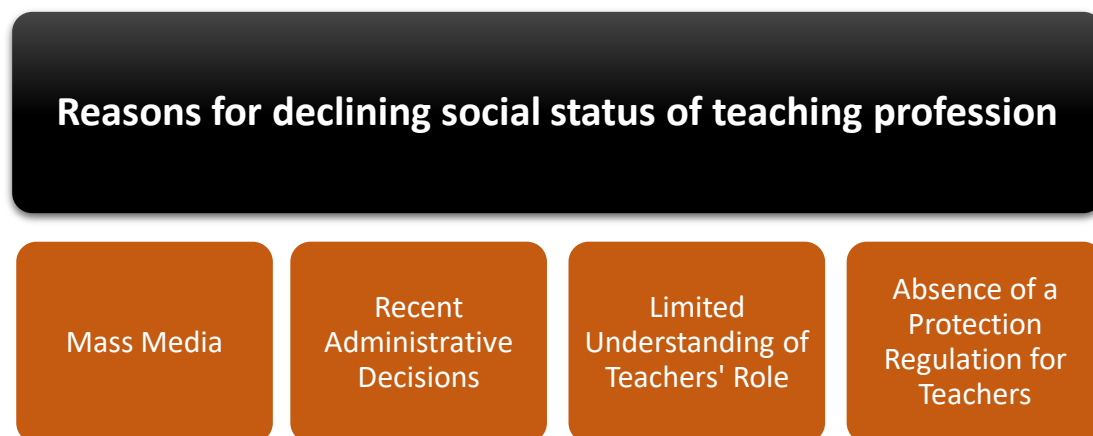 Reasons for declining social status of teaching profession
Mass Media
Recent
Administrative
Decisions
Limited
Understanding of
Teachers' Role
Absence of a
Protection
Regulation for
Teachers